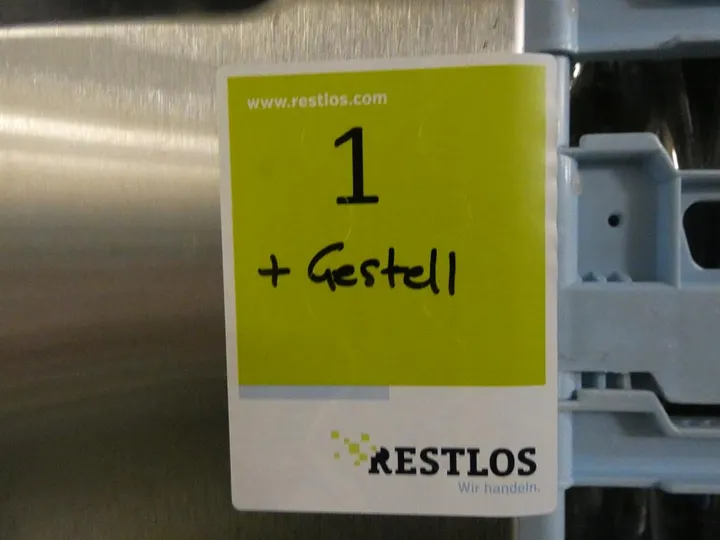 www.restlos.com
1
+ Gestell
RESTLOS
Wir handeln.